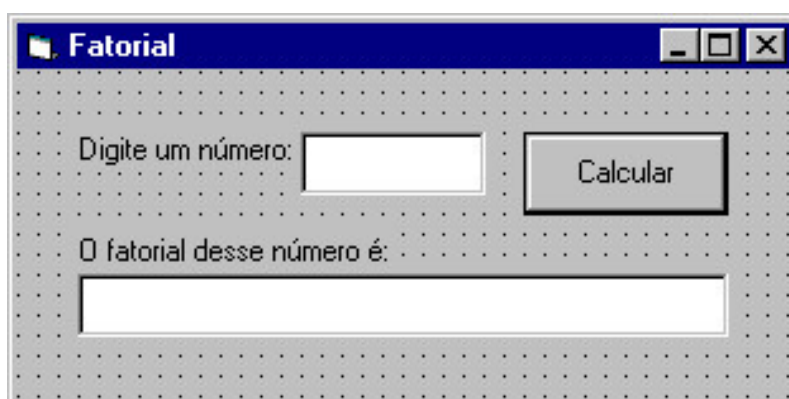 Fatorial
Digite um número:
Calcular
O fatorial desse número é: